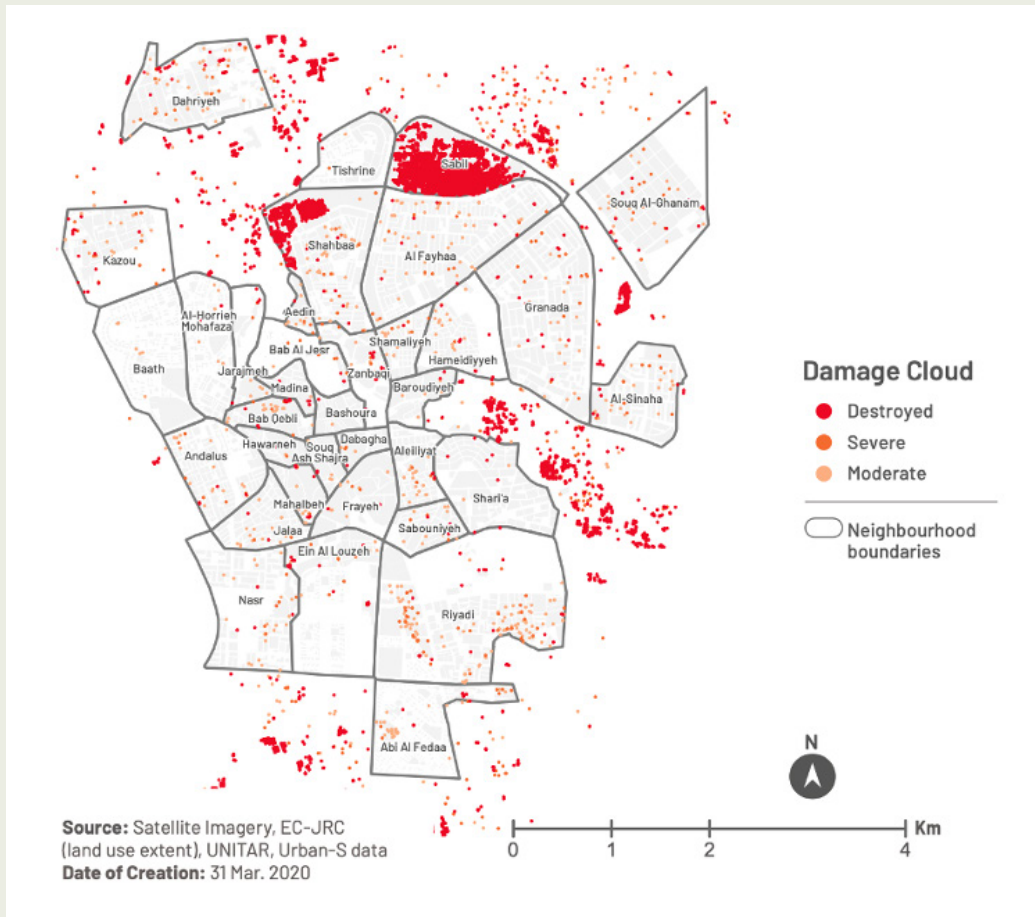 Dahriyeh
Tishrine
Sabil
Souq Al-Ghanam
Kazou
Shahbaa
Al Fayhaa
Al-Horrieh
Mohafaza
Aedin
Granada
Baath
Bab Al Jesr
Shamaliyeh
Hameidiyyeh
Jarajmeh
Zanbaqi
Madina
Baroudiyeh
Al-Sinaha
Bab Qebli
Bashoura
Hawarneh
Souq
Ash Shajra
Dabagha
Aleiliyat
Andalus
Mahalbeh
Frayeh
Shari'a
Jalaa
Sabouniyeh
Ein Al Louzeh
Nasr
Riyadi
Abi Al Fedaa
Damage Cloud
Destroyed
Severe
Moderate
Neighbourhood
boundaries
N
Source: Satellite Imagery, EC-JRC
(land use extent), UNITAR, Urban-S data
Date of Creation: 31 Mar. 2020
Km
0 1 2 4